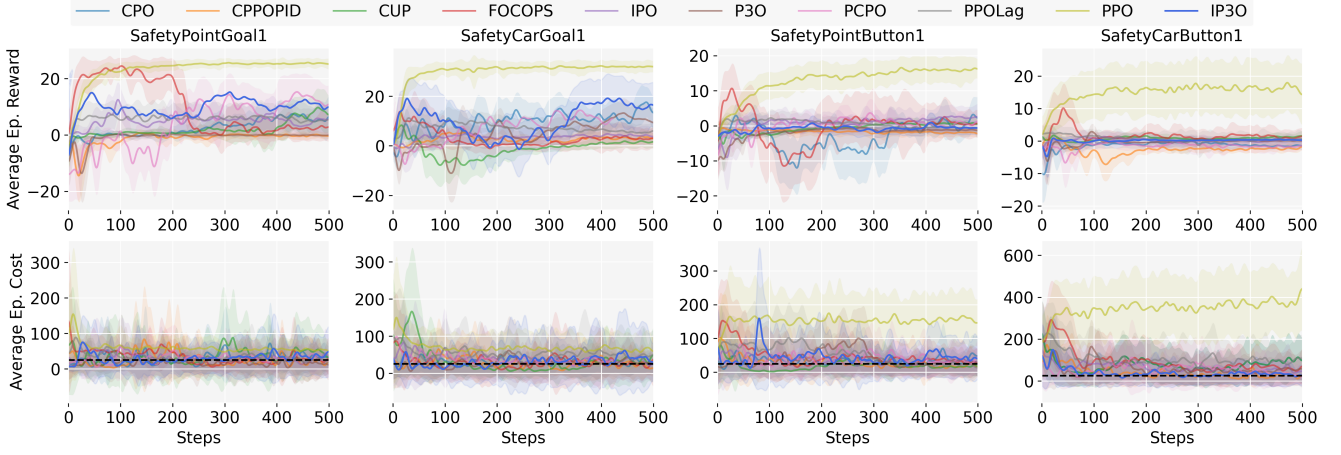 CPO CPPOPID CUP FOCOPS IPO P3O PCPO PPOLag PPO IP3O
SafetyPointGoal1 SafetyCarGoal1 SafetyPointButton1 SafetyCarButton1
Average Ep. Reward
20
0
−20
0 100 200 300 400 500
20
0
−20
0 100 200 300 400 500
20
10
0
−10
−20
0 100 200 300 400 500
20
10
0
−10
−20
0 100 200 300 400 500
Average Ep. Cost
300
200
100
0
0 100 200 300 400 500
Steps
300
200
100
0
0 100 200 300 400 500
Steps
300
200
100
0
0 100 200 300 400 500
Steps
600
400
200
0
0 100 200 300 400 500
Steps